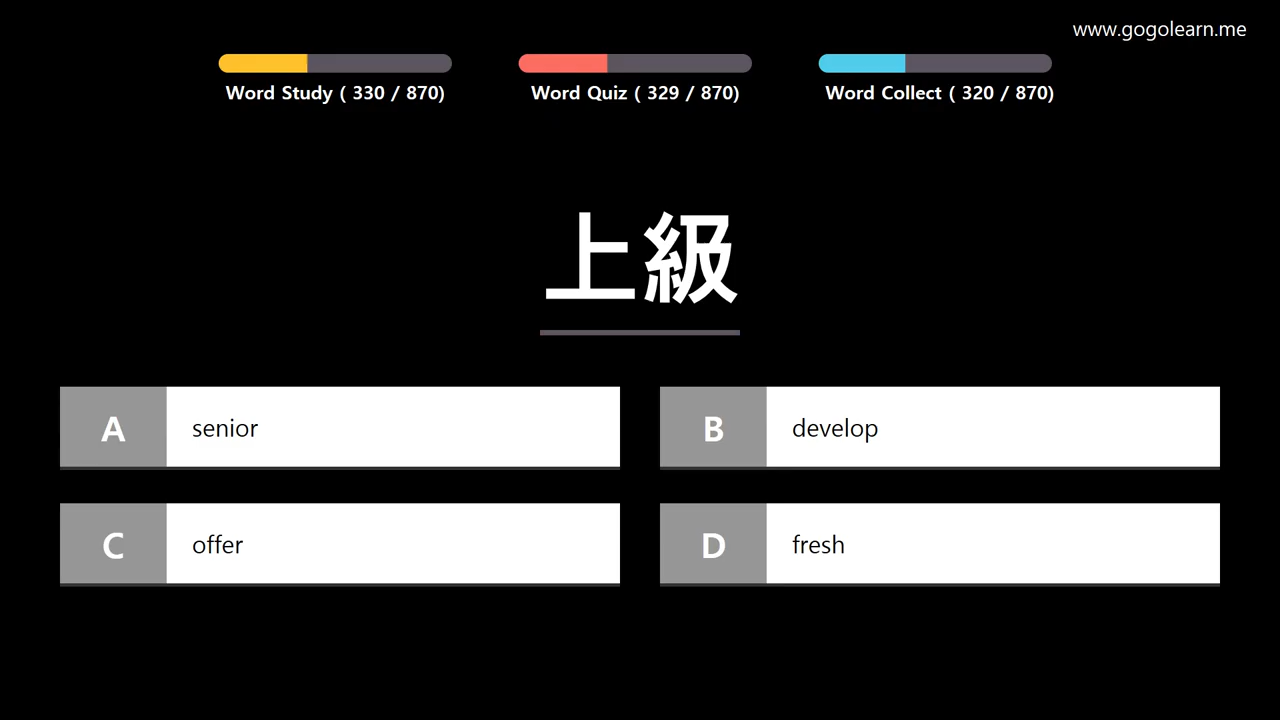 www.gogolearn.me
Word Study ( 330 / 870)
Word Quiz ( 329 / 870)
Word Collect ( 320 / 870)
上級
A senior
B develop
C offer
D fresh